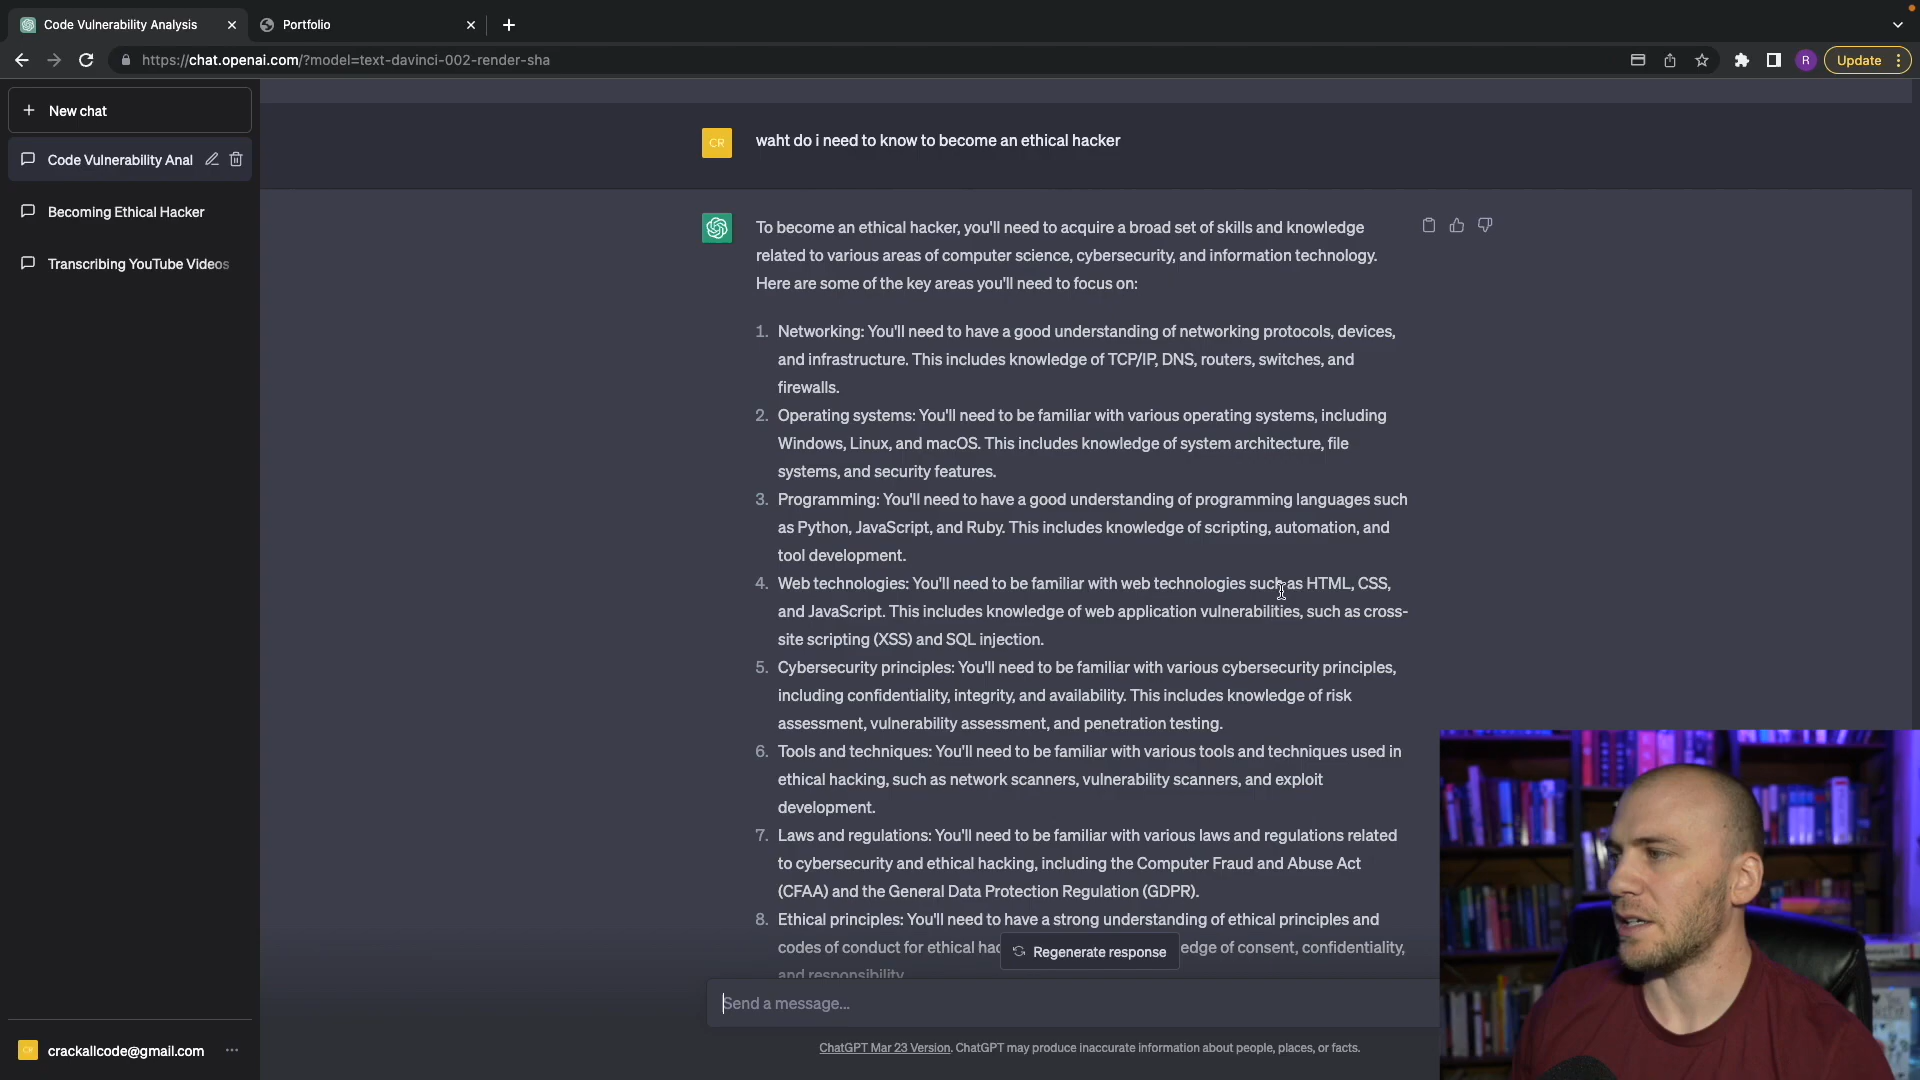 Code Vulnerability Analysis
Portfolio
https://chat.openai.com/?model=text-davinci-002-render-sha
R
Update
New chat
Code Vulnerability Anal
Becoming Ethical Hacker
Transcribing YouTube Videos
CR
waht do i need to know to become an ethical hacker
To become an ethical hacker, you'll need to acquire a broad set of skills and knowledge
related to various areas of computer science, cybersecurity, and information technology.
Here are some of the key areas you'll need to focus on:
1. Networking: You'll need to have a good understanding of networking protocols, devices,
and infrastructure. This includes knowledge of TCP/IP, DNS, routers, switches, and
firewalls.
2. Operating systems: You'll need to be familiar with various operating systems, including
Windows, Linux, and macOS. This includes knowledge of system architecture, file
systems, and security features.
3. Programming: You'll need to have a good understanding of programming languages such
as Python, JavaScript, and Ruby. This includes knowledge of scripting, automation, and
tool development.
4. Web technologies: You'll need to be familiar with web technologies such as HTML, CSS,
and JavaScript. This includes knowledge of web application vulnerabilities, such as cross-
site scripting (XSS) and SQL injection.
5. Cybersecurity principles: You'll need to be familiar with various cybersecurity principles,
including confidentiality, integrity, and availability. This includes knowledge of risk
assessment, vulnerability assessment, and penetration testing.
6. Tools and techniques: You'll need to be familiar with various tools and techniques used in
ethical hacking, such as network scanners, vulnerability scanners, and exploit
development.
7. Laws and regulations: You'll need to be familiar with various laws and regulations related
to cybersecurity and ethical hacking, including the Computer Fraud and Abuse Act
(CFAA) and the General Data Protection Regulation (GDPR).
8. Ethical principles: You'll need to have a strong understanding of ethical principles and
codes of conduct for ethical hac edge of consent, confidentiality,
and responsibility.
Regenerate response
Send a message...
crackallcode@gmail.com
ChatGPT Mar 23 Version. ChatGPT may produce inaccurate information about people, places, or facts.